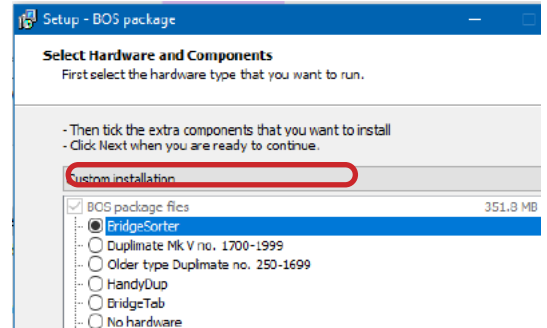 Setup - BOS package
Select Hardware and Components
First select the hardware type that you want to run.
- Then tick the extra components that you want to install
- Click Next when you are ready to continue.
Custom installation
BOS package files 351.8 MB
BridgeSorter
Duplimate Mk V no. 1700-1999
Older type Duplimate no. 250-1699
HandyDup
BridgeTab
No hardware